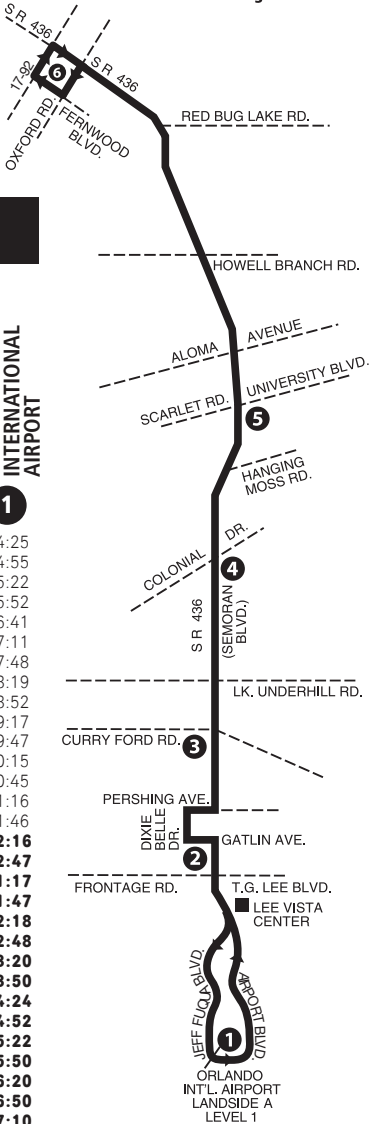 S R 436
17-92
6
S R 436
OXFORD RD.
FERNWOOD
BLVD.
RED BUG LAKE RD.
HOWELL BRANCH RD.
ALOMA AVENUE
SCARLET RD. UNIVERSITY BLVD.
5
HANGING
MOSS RD.
COLONIAL DR.
4
S R 436
(SEMORAN
BLVD.)
LK. UNDERHILL RD.
CURRY FORD RD.
3
PERSHING AVE.
DIXIE
BELLE
DR.
GATLIN AVE.
2
FRONTAGE RD. T.G. LEE BLVD.
LEE VISTA
CENTER
JEFF FUQUA BLVD.
AIRPORT BLVD.
1
ORLANDO
INT'L. AIRPORT
LANDSIDE A
LEVEL 1
INTERNATIONAL
AIRPORT
1
4:25
4:55
5:22
5:52
6:41
7:11
7:48
8:19
8:52
9:17
9:47
0:15
0:45
1:16
1:46
2:16
2:47
1:17
1:47
2:18
2:48
3:20
3:50
4:24
4:52
5:22
5:50
6:20
6:50
7:10